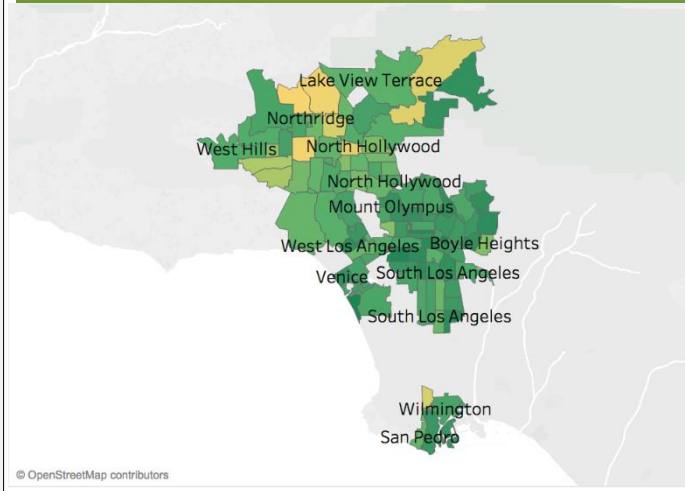 Lake View Terrace
Northridge
West Hills
North Hollywood
North Hollywood
Mount Olympus
West Los Angeles
Boyle Heights
Venice
South Los Angeles
South Los Angeles
Wilmington
San Pedro
© OpenStreetMap contributors